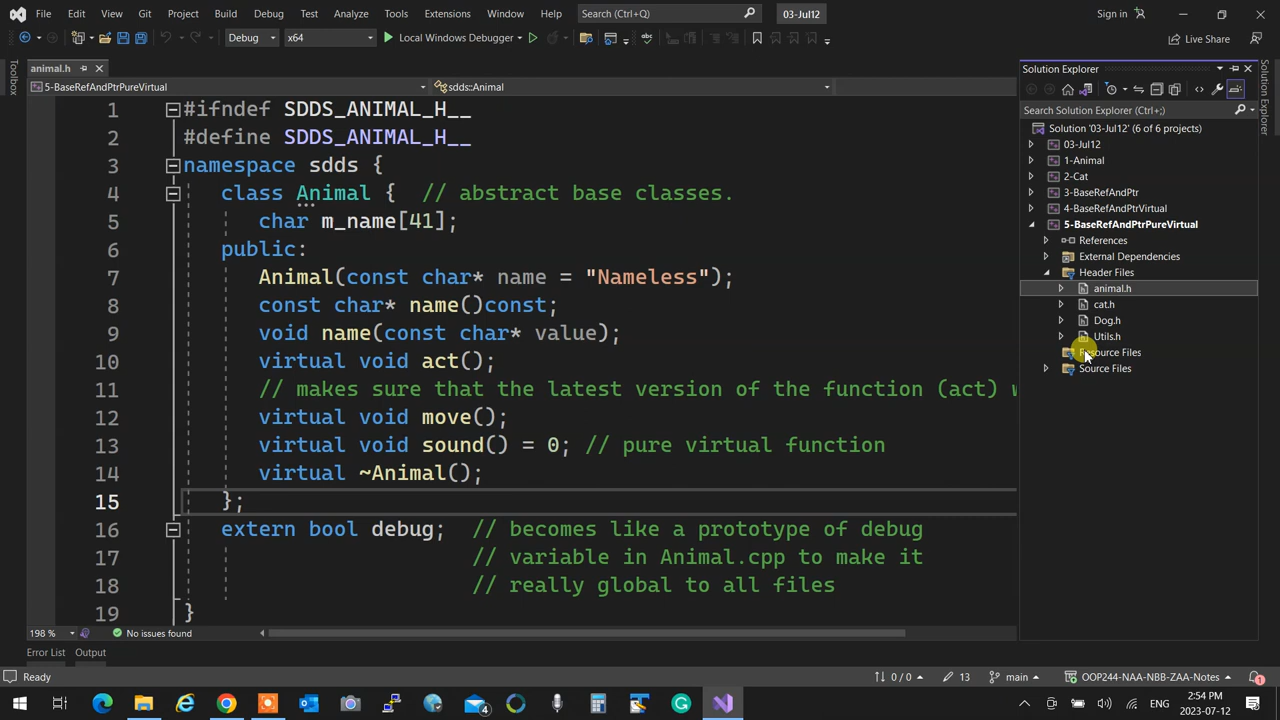 File Edit View Git Project Build Debug Test Analyze Tools Extensions Window Help Search (Ctrl+Q) 03-Jul12 Sign in
Debug x64 Local Windows Debugger Live Share
Toolbox
animal.h
5-BaseRefAndPtrPureVirtual sdds::Animal
1 #ifndef SDDS_ANIMAL_H__
2 #define SDDS_ANIMAL_H__
3 namespace sdds {
4 class Animal { // abstract base classes.
5 char m_name[41];
6 public:
7 Animal(const char* name = "Nameless");
8 const char* name()const;
9 void name(const char* value);
10 virtual void act();
11 // makes sure that the latest version of the function (act) w
12 virtual void move();
13 virtual void sound() = 0; // pure virtual function
14 virtual ~Animal();
15 };
16 extern bool debug; // becomes like a prototype of debug
17 // variable in Animal.cpp to make it
18 // really global to all files
19 }
198 % No issues found
Solution Explorer
Search Solution Explorer (Ctrl+;)
Solution '03-Jul12' (6 of 6 projects)
03-Jul12
1-Animal
2-Cat
3-BaseRefAndPtr
4-BaseRefAndPtrVirtual
5-BaseRefAndPtrPureVirtual
References
External Dependencies
Header Files
animal.h
cat.h
Dog.h
Utils.h
Resource Files
Source Files
Solution Explorer
Error List Output
Ready 0 / 0 13 main OOP244-NAA-NBB-ZAA-Notes 1
4 ENG 2:54 PM
2023-07-12